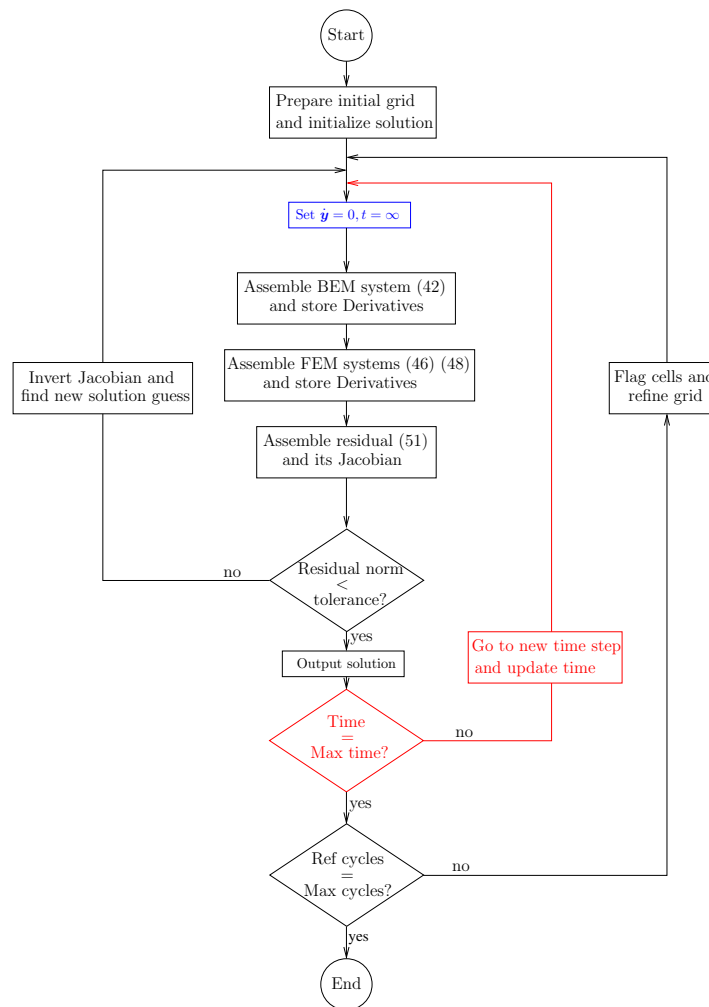 Start
Prepare initial grid
and initialize solution
Set ẏ = 0, t = ∞
Assemble BEM system (42)
and store Derivatives
Assemble FEM systems (46) (48)
and store Derivatives
Invert Jacobian and
find new solution guess
Flag cells and
refine grid
Assemble residual (51)
and its Jacobian
Residual norm
<
tolerance?
no
yes
Output solution
Go to new time step
and update time
Time
=
Max time?
no
yes
Ref cycles
=
Max cycles?
no
yes
End